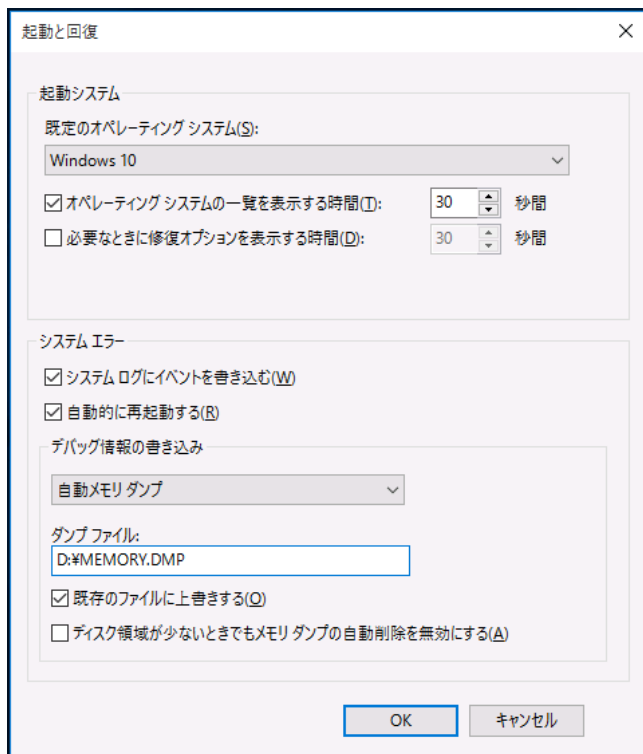 起動と回復
起動システム
既定のオペレーティング システム(S):
Windows 10
オペレーティング システムの一覧を表示する時間(T): 30 秒間
必要なときに修復オプションを表示する時間(D): 30 秒間
システム エラー
システム ログにイベントを書き込む(W)
自動的に再起動する(R)
デバッグ情報の書き込み
自動メモリ ダンプ
ダンプ ファイル:
D:¥MEMORY.DMP
既存のファイルに上書きする(O)
ディスク領域が少ないときでもメモリ ダンプの自動削除を無効にする(A)
OK キャンセル